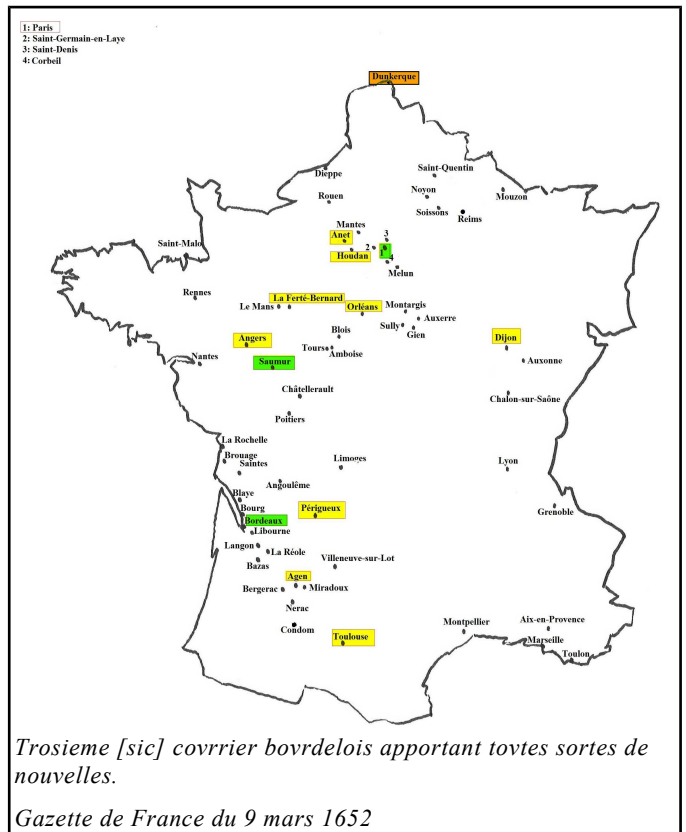 1: Paris
2: Saint-Germain-en-Laye
3: Saint-Denis
4: Corbeil
Dunkerque
Dieppe
Saint-Quentin
Rouen
Noyon
Mouzon
Soissons
Reims
Mantes
Anet
3
Saint-Malo
2
1
Houdan
4
Melun
Rennes
La Ferté-Bernard
Le Mans
Orléans
Montargis
Auxerre
Sully
Gien
Blois
Angers
Dijon
Tours
Amboise
Nantes
Auxonne
Saumur
Châtellerault
Chalon-sur-Saône
Poitiers
La Rochelle
Brouage
Saintes
Limoges
Lyon
Angoulême
Blaye
Bourg
Périgueux
Grenoble
Bordeaux
Libourne
Langon
La Réole
Bazas
Villeneuve-sur-Lot
Agen
Bergerac
Miradoux
Nerac
Condom
Toulouse
Montpellier
Aix-en-Provence
Marseille
Toulon
Trosieme [sic] covrrier bovrdelois apportant tovtes sortes de
nouvelles.
Gazette de France du 9 mars 1652